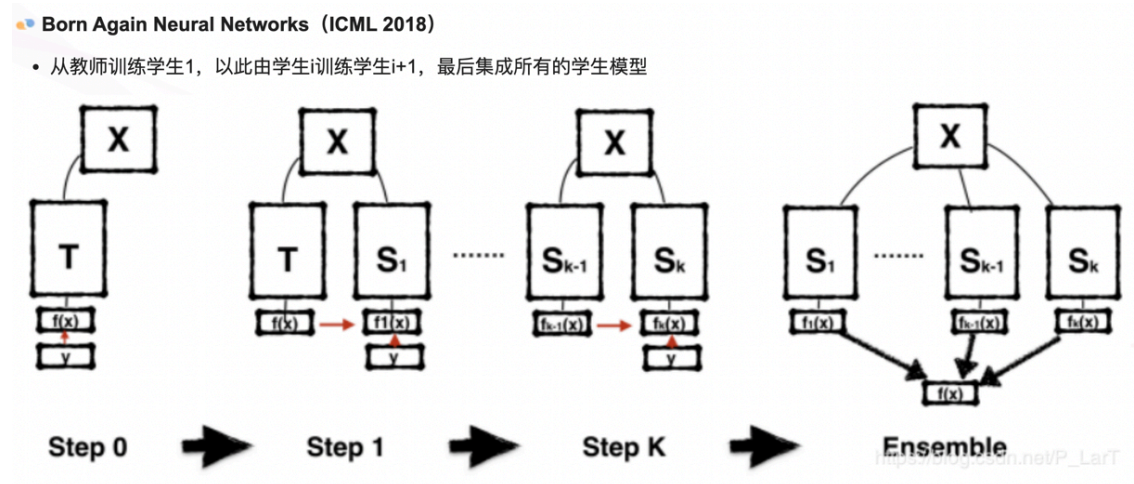 Born Again Neural Networks（ICML 2018）
• 从教师训练学生1，以此由学生i训练学生i+1，最后集成所有的学生模型
X X X X
T T S1 ....... Sk-1 Sk S1 ....... Sk-1 Sk
f(x) f(x) f1(x) fk-1(x) fk(x) f1(x) fk-1(x) fk(x)
y y y
f(x)
Step 0 Step 1 Step K Ensemble
https://blog.csdn.net/P_LarT